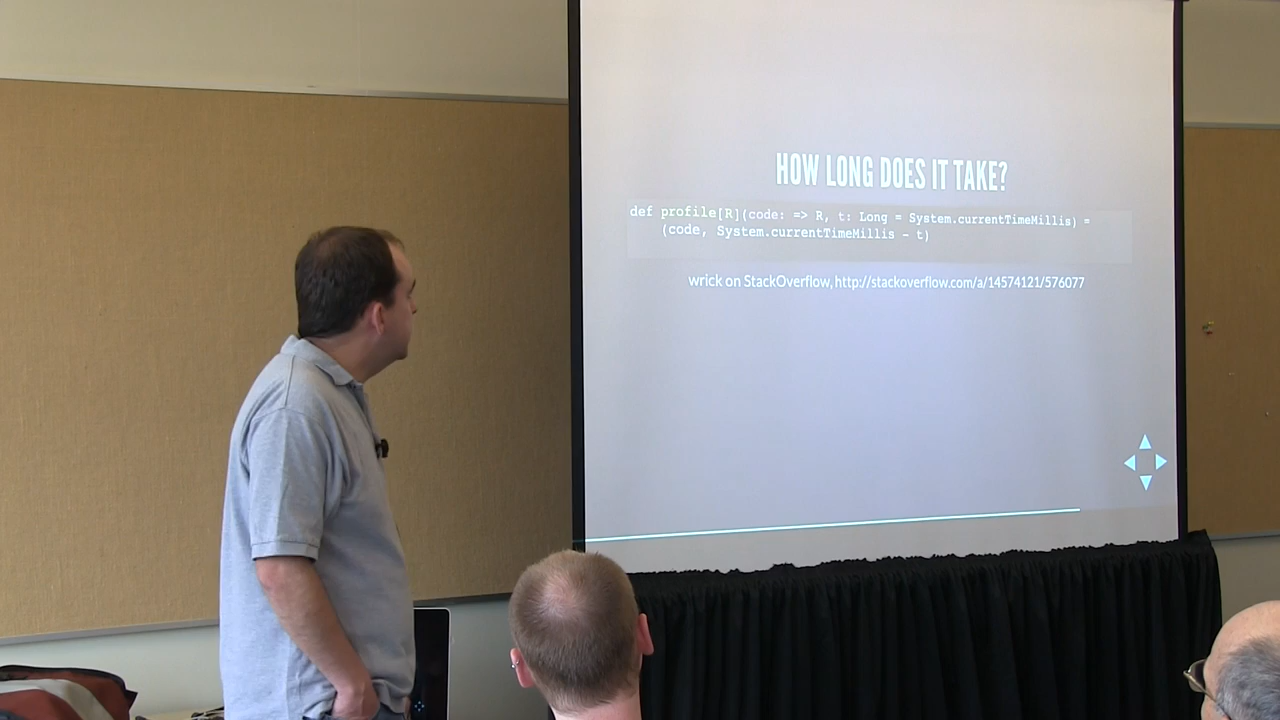 HOW LONG DOES IT TAKE?
def profile[R](code: => R, t: Long = System.currentTimeMillis) =
(code, System.currentTimeMillis - t)
wrick on StackOverflow, http://stackoverflow.com/a/14574121/576077